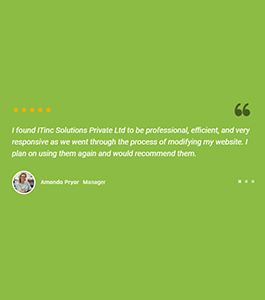 I found ITinc Solutions Private Ltd to be professional, efficient, and very
responsive as we went through the process of modifying my website. I
plan on using them again and would recommend them.
Amanda Pryor Manager